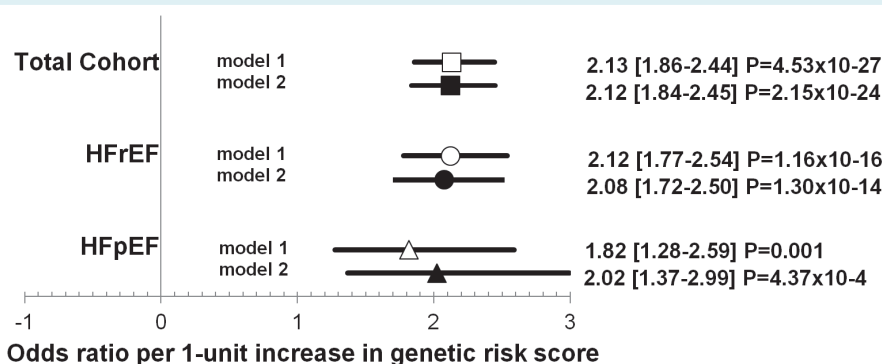 Total Cohort model 1 2.13 [1.86-2.44] P=4.53x10-27
model 2 2.12 [1.84-2.45] P=2.15x10-24
HFrEF model 1 2.12 [1.77-2.54] P=1.16x10-16
model 2 2.08 [1.72-2.50] P=1.30x10-14
HFpEF model 1 1.82 [1.28-2.59] P=0.001
model 2 2.02 [1.37-2.99] P=4.37x10-4
-1 0 1 2 3
Odds ratio per 1-unit increase in genetic risk score